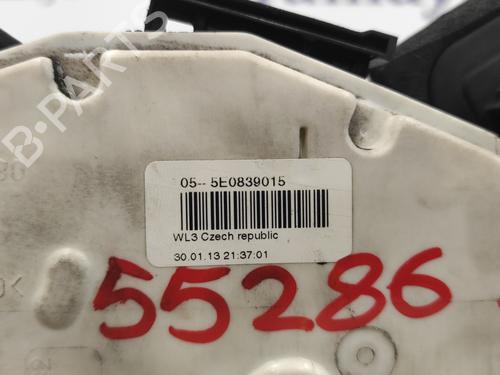 B-PARTS
05-- 5E0839015
WL3 Czech republic
30.01.13 21:37:01
55286